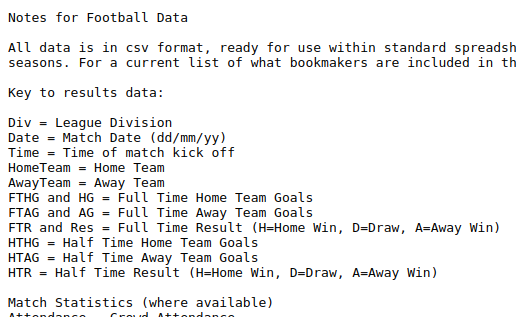 Notes for Football Data
All data is in csv format, ready for use within standard
seasons. For a current list of what bookmakers are included in
Key to results data:
Div = League Division
Date = Match Date (dd/mm/yy)
Time = Time of match kick off
HomeTeam = Home Team
AwayTeam = Away Team
FTHG and HG = Full Time Home Team Goals
FTAG and AG = Full Time Away Team Goals
FTR and Res = Full Time Result (H=Home Win, D=Draw, A=Away Win)
HTHG = Half Time Home Team Goals
HTAG = Half Time Away Team Goals
HTR = Half Time Result (H=Home Win, D=Draw, A=Away Win)
Match Statistics (where available)
Attendance = Crowd Attendance